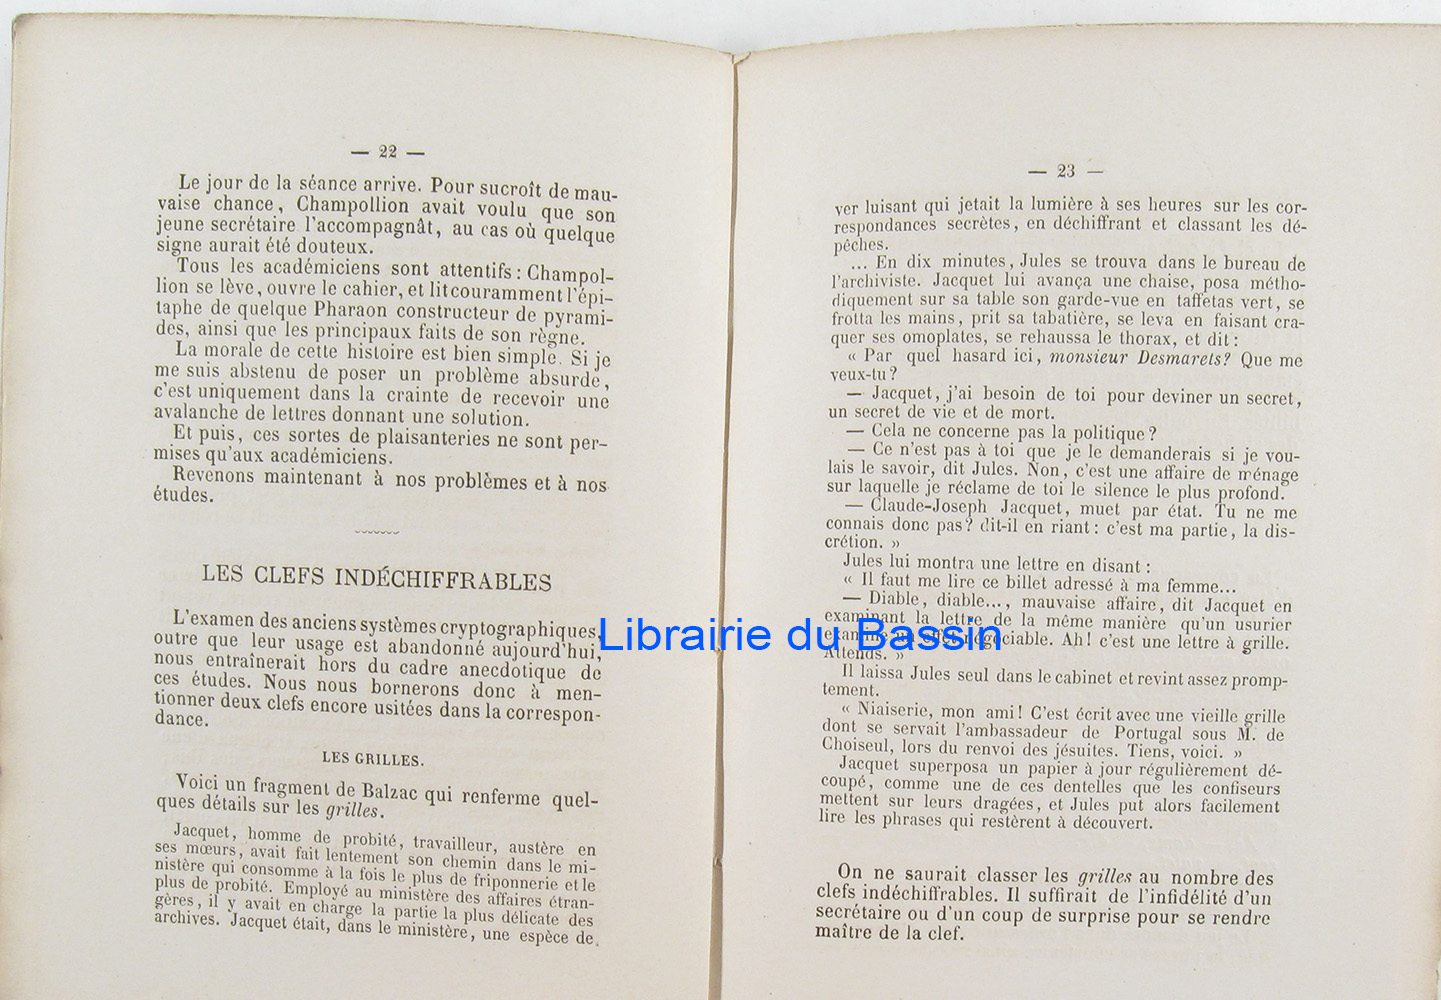 — 22 —
Le jour de la séance arrive. Pour sucroît de mau-
vaise chance, Champollion avait voulu que son
jeune secrétaire l'accompagnât, au cas où quelque
signe aurait été douteux.
Tous les académiciens sont attentifs : Champol-
lion se lève, ouvre le cahier, et lit couramment l'épi-
taphe de quelque Pharaon constructeur de pyrami-
des, ainsi que les principaux faits de son règne.
La morale de cette histoire est bien simple. Si je
me suis abstenu de poser un problème absurde,
c'est uniquement dans la crainte de recevoir une
avalanche de lettres donnant une solution.
Et puis, ces sortes de plaisanteries ne sont per-
mises qu'aux académiciens.
Revenons maintenant à nos problèmes et à nos
études.
LES CLEFS INDÉCHIFFRABLES
L'examen des anciens systèmes cryptographiques,
outre que leur usage est abandonné aujourd'hui,
nous entraînerait hors du cadre anecdotique de
ces études. Nous nous bornerons donc à men-
tionner deux clefs encore usitées dans la correspon-
dance.
LES GRILLES.
Voici un fragment de Balzac qui renferme quel-
ques détails sur les grilles.
Jacquet, homme de probité, travailleur, austère en
ses mœurs, avait fait lentement son chemin dans le mi-
nistère qui consomme à la fois le plus de friponnerie et le
plus de probité. Employé au ministère des affaires étran-
gères, il y avait en charge la partie la plus délicate des
archives. Jacquet était, dans le ministère, une espèce de
— 23 —
ver luisant qui jetait la lumière à ses heures sur les cor-
respondances secrètes, en déchiffrant et classant les dé-
pêches.
... En dix minutes, Jules se trouva dans le bureau de
l'archiviste. Jacquet lui avança une chaise, posa métho-
diquement sur sa table son garde-vue en taffetas vert, se
frotta les mains, prit sa tabatière, se leva en faisant cra-
quer ses omoplates, se rehaussa le thorax, et dit :
« Par quel hasard ici, monsieur Desmarets? Que me
veux-tu?
— Jacquet, j'ai besoin de toi pour deviner un secret,
un secret de vie et de mort.
— Cela ne concerne pas la politique?
— Ce n'est pas à toi que je le demanderais si je vou-
lais le savoir, dit Jules. Non, c'est une affaire de ménage
sur laquelle je réclame de toi le silence le plus profond.
— Claude-Joseph Jacquet, muet par état. Tu ne me
connais donc pas? dit-il en riant : c'est ma partie, la dis-
crétion. »
Jules lui montra une lettre en disant :
« Il faut me lire ce billet adressé à ma femme...
— Diable, diable..., mauvaise affaire, dit Jacquet en
examinant la lettre de la même manière qu'un usurier
examine un effet négociable. Ah! c'est une lettre à grille.
Attends. »
Il laissa Jules seul dans le cabinet et revint assez promp-
tement.
« Niaiserie, mon ami! C'est écrit avec une vieille grille
dont se servait l'ambassadeur de Portugal sous M. de
Choiseul, lors du renvoi des jésuites. Tiens, voici. »
Jacquet superposa un papier à jour régulièrement dé-
coupé, comme une de ces dentelles que les confiseurs
mettent sur leurs dragées, et Jules put alors facilement
lire les phrases qui restèrent à découvert.
On ne saurait classer les grilles au nombre des
clefs indéchiffrables. Il suffirait de l'infidélité d'un
secrétaire ou d'un coup de surprise pour se rendre
maître de la clef.
Librairie du Bassin